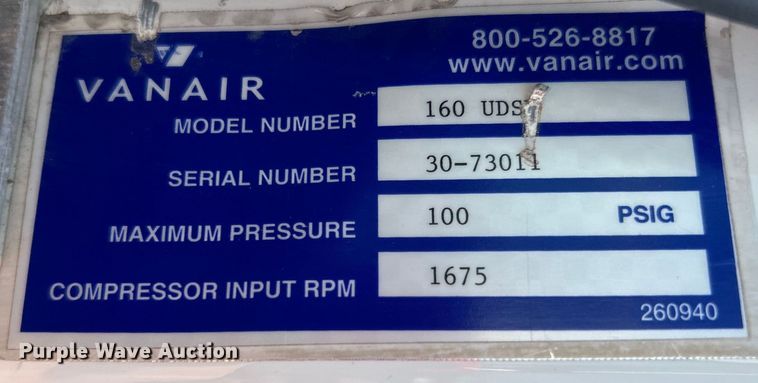 800-526-8817
www.vanair.com
VANAIR
MODEL NUMBER 160 UDS
SERIAL NUMBER 30-73011
MAXIMUM PRESSURE 100 PSIG
COMPRESSOR INPUT RPM 1675
260940
Purple Wave Auction